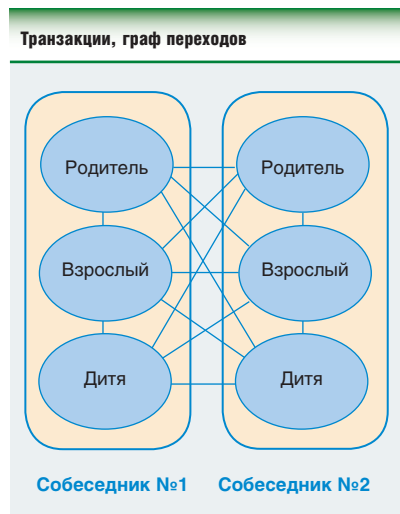 Транзакции, граф переходов
Родитель Родитель
Взрослый Взрослый
Дитя Дитя
Собеседник №1 Собеседник №2